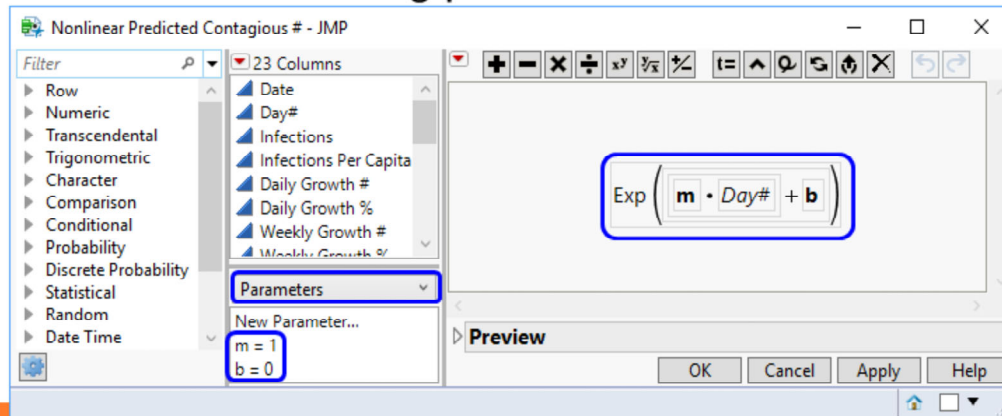 Nonlinear Predicted Contagious # - JMP
Filter
Row
Numeric
Transcendental
Trigonometric
Character
Comparison
Conditional
Probability
Discrete Probability
Statistical
Random
Date Time
23 Columns
Date
Day#
Infections
Infections Per Capita
Daily Growth #
Daily Growth %
Weekly Growth #
Weekly Growth %
Parameters
New Parameter...
m = 1
b = 0
t=
Exp ( m • Day# + b )
Preview
OK Cancel Apply Help